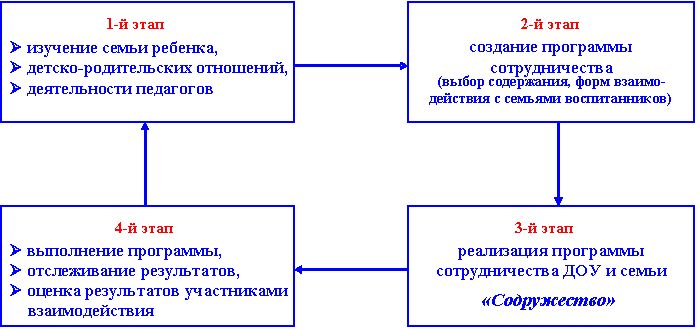 1-й этап
➢ изучение семьи ребенка,
➢ детско-родительских отношений,
➢ деятельности педагогов
2-й этап
создание программы
сотрудничества
(выбор содержания, форм взаимо-
действия с семьями воспитанников)
3-й этап
реализация программы
сотрудничества ДОУ и семьи
«Содружество»
4-й этап
➢ выполнение программы,
➢ отслеживание результатов,
➢ оценка результатов участниками
взаимодействия